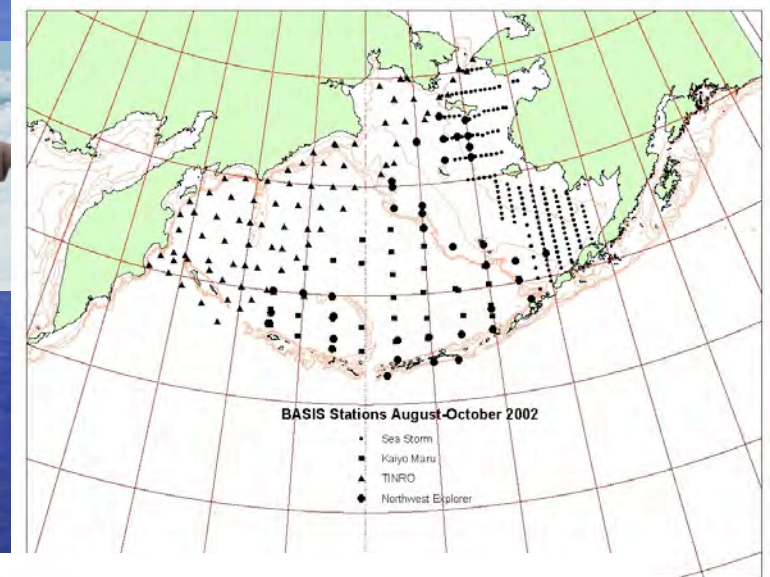 BASIS Stations August-October 2002
Sea Storm
Kaiyo Maru
TINRO
Northwest Explorer